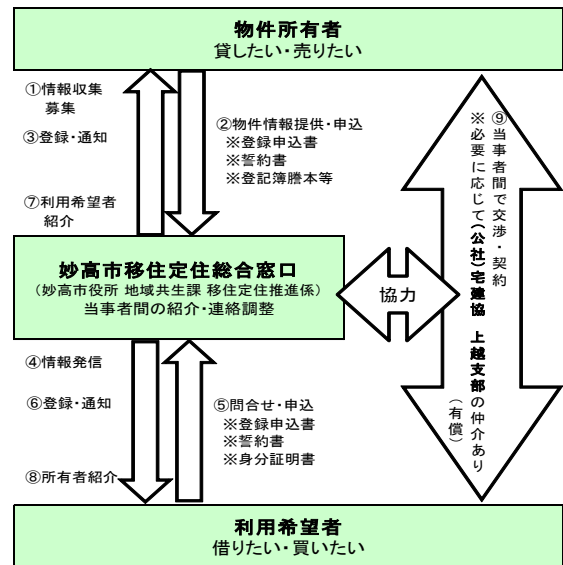 物件所有者
貸したい・売りたい
①情報収集
募集
③登録・通知
⑦利用希望者
紹介
②物件情報提供・申込
※登録申込書
※誓約書
※登記簿謄本等
妙高市移住定住総合窓口
(妙高市役所 地域共生課 移住定住推進係)
当事者間の紹介・連絡調整
協力
⑨当事者間で交渉・契約
※必要に応じて(公社)宅建協 上越支部の仲介あり
(有償)
④情報発信
⑥登録・通知
⑧所有者紹介
⑤問合せ・申込
※登録申込書
※誓約書
※身分証明書
利用希望者
借りたい・買いたい